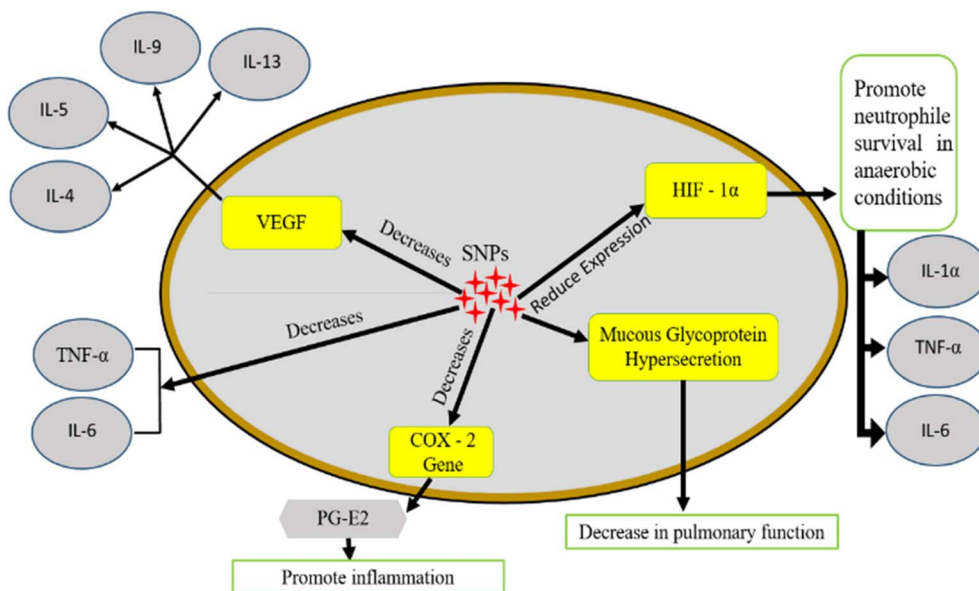 IL-9
IL-13
IL-5
IL-4
VEGF
Decreases
SNPs
HIF - 1α
Reduce Expression
Promote
neutrophile
survival in
anaerobic
conditions
IL-1α
TNF-α
IL-6
Decreases
TNF-α
IL-6
Decreases
Mucous Glycoprotein
Hypersecretion
COX - 2
Gene
PG-E2
Promote inflammation
Decrease in pulmonary function